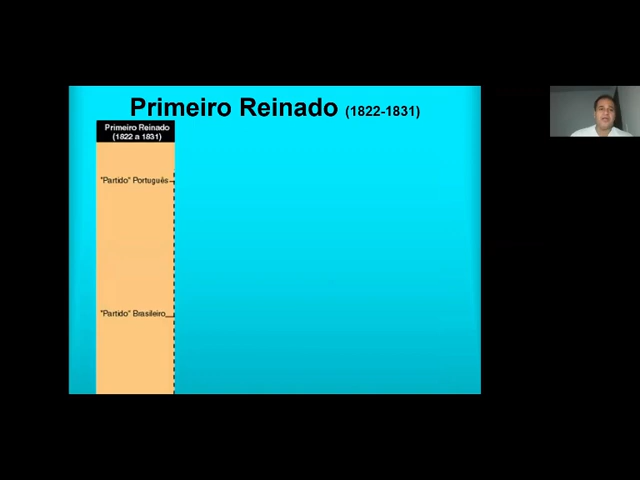 Primeiro Reinado (1822-1831)
Primeiro Reinado
(1822 a 1831)
"Partido" Português
"Partido" Brasileiro